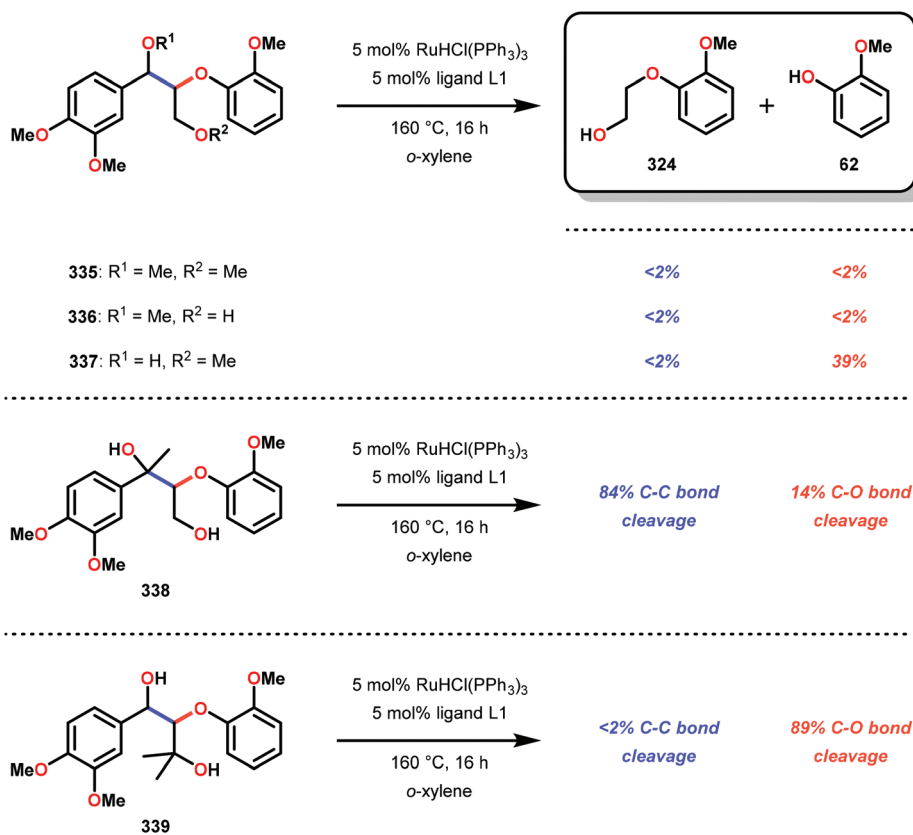 OR¹
OMe
O
OR²
OMe
OMe
5 mol% RuHCl(PPh₃)₃
5 mol% ligand L1
160 °C, 16 h
o-xylene
OMe
O
HO
324
+
OMe
HO
62
335: R¹ = Me, R² = Me <2% <2%
336: R¹ = Me, R² = H <2% <2%
337: R¹ = H, R² = Me <2% 39%
HO
OMe
O
OH
OMe
OMe
338
5 mol% RuHCl(PPh₃)₃
5 mol% ligand L1
160 °C, 16 h
o-xylene
84% C-C bond
cleavage
14% C-O bond
cleavage
OH
OMe
O
OH
OMe
OMe
339
5 mol% RuHCl(PPh₃)₃
5 mol% ligand L1
160 °C, 16 h
o-xylene
<2% C-C bond
cleavage
89% C-O bond
cleavage